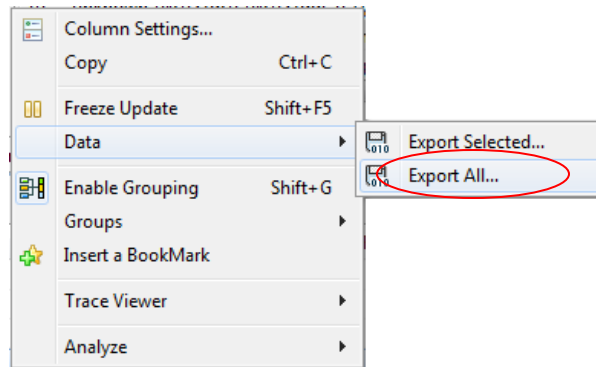 Column Settings...
Copy Ctrl+C
Freeze Update Shift+F5
Data
Export Selected...
Export All...
Enable Grouping Shift+G
Groups
Insert a BookMark
Trace Viewer
Analyze